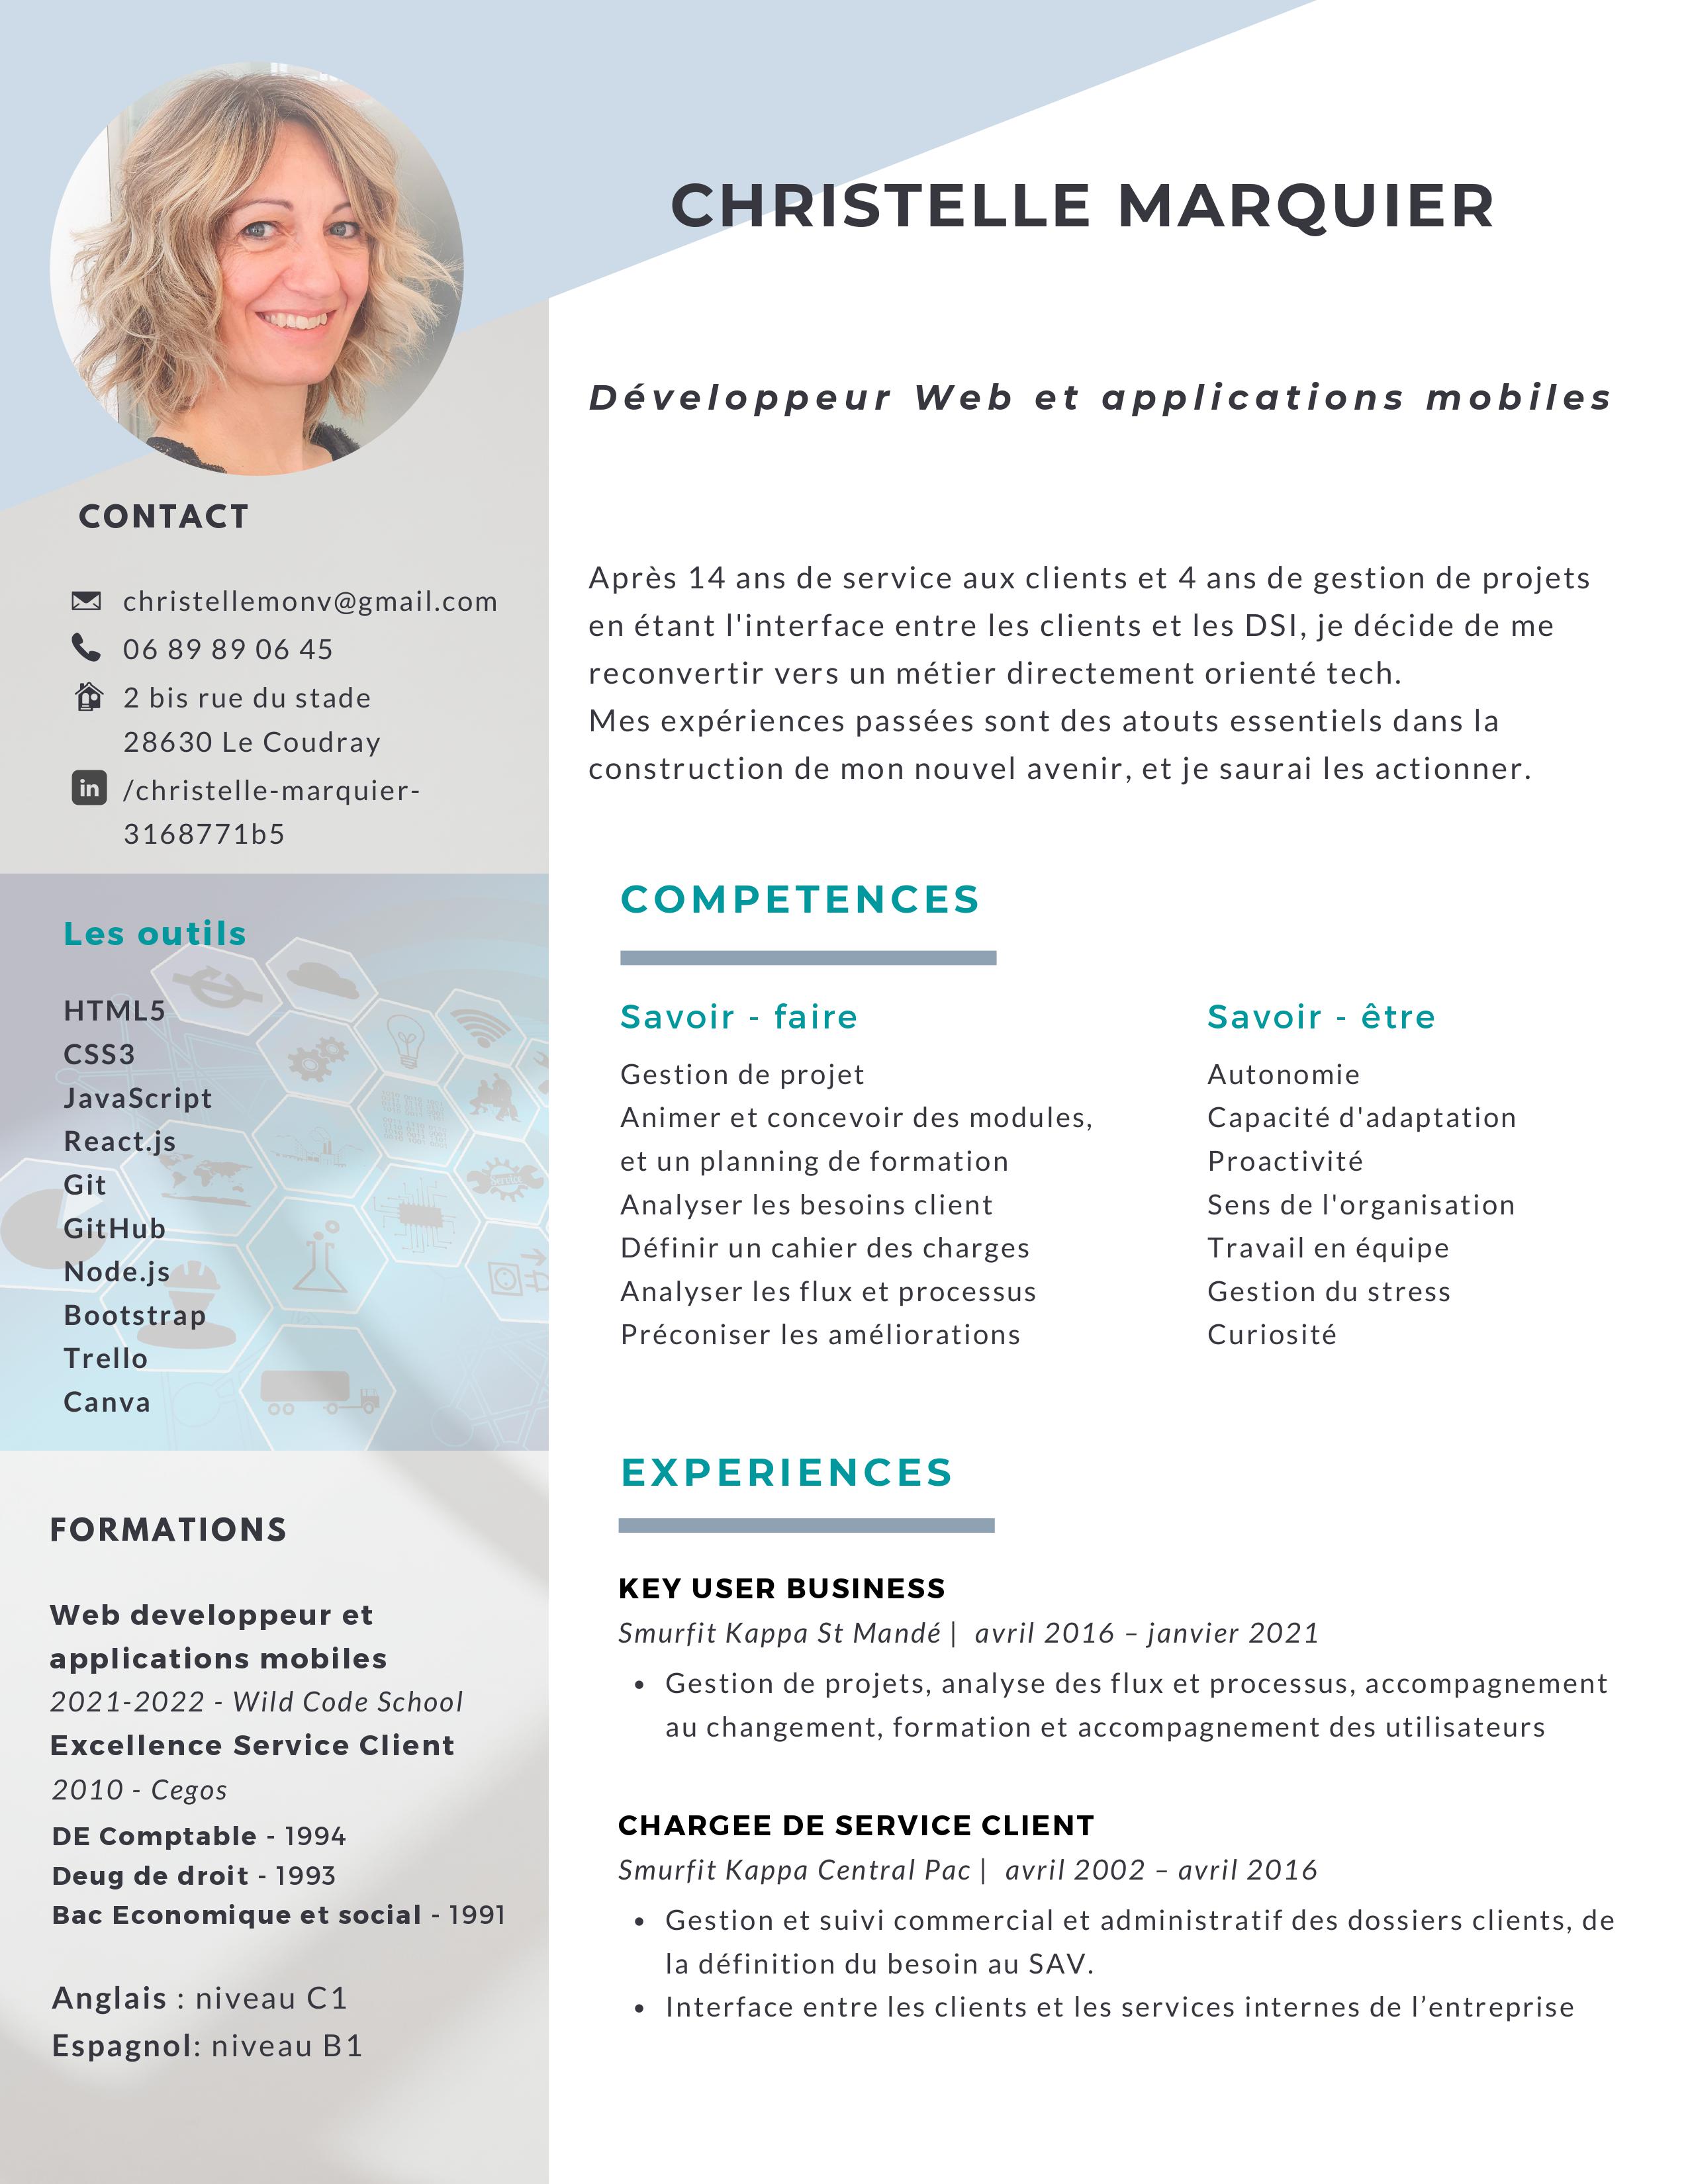 CHRISTELLE MARQUIER
Développeur Web et applications mobiles
CONTACT
christellemonv@gmail.com
06 89 89 06 45
2 bis rue du stade
28630 Le Coudray
in
/christelle-marquier-
3168771b5
Les outils
HTML5
CSS3
JavaScript
React.js
Git
GitHub
Node.js
Bootstrap
Trello
Canva
FORMATIONS
Web developpeur et
applications mobiles
2021-2022 - Wild Code School
Excellence Service Client
2010 - Cegos
DE Comptable - 1994
Deug de droit - 1993
Bac Economique et social - 1991
Anglais : niveau C1
Espagnol: niveau B1
Après 14 ans de service aux clients et 4 ans de gestion de projets
en étant l'interface entre les clients et les DSI, je décide de me
reconvertir vers un métier directement orienté tech.
Mes expériences passées sont des atouts essentiels dans la
construction de mon nouvel avenir, et je saurai les actionner.
COMPETENCES
Savoir - faire
Gestion de projet
Animer et concevoir des modules,
et un planning de formation
Analyser les besoins client
Définir un cahier des charges
Analyser les flux et processus
Préconiser les améliorations
Savoir - être
Autonomie
Capacité d'adaptation
Proactivité
Sens de l'organisation
Travail en équipe
Gestion du stress
Curiosité
EXPERIENCES
KEY USER BUSINESS
Smurfit Kappa St Mandé | avril 2016 – janvier 2021
• Gestion de projets, analyse des flux et processus, accompagnement
au changement, formation et accompagnement des utilisateurs
CHARGEE DE SERVICE CLIENT
Smurfit Kappa Central Pac | avril 2002 – avril 2016
• Gestion et suivi commercial et administratif des dossiers clients, de
la définition du besoin au SAV.
• Interface entre les clients et les services internes de l’entreprise